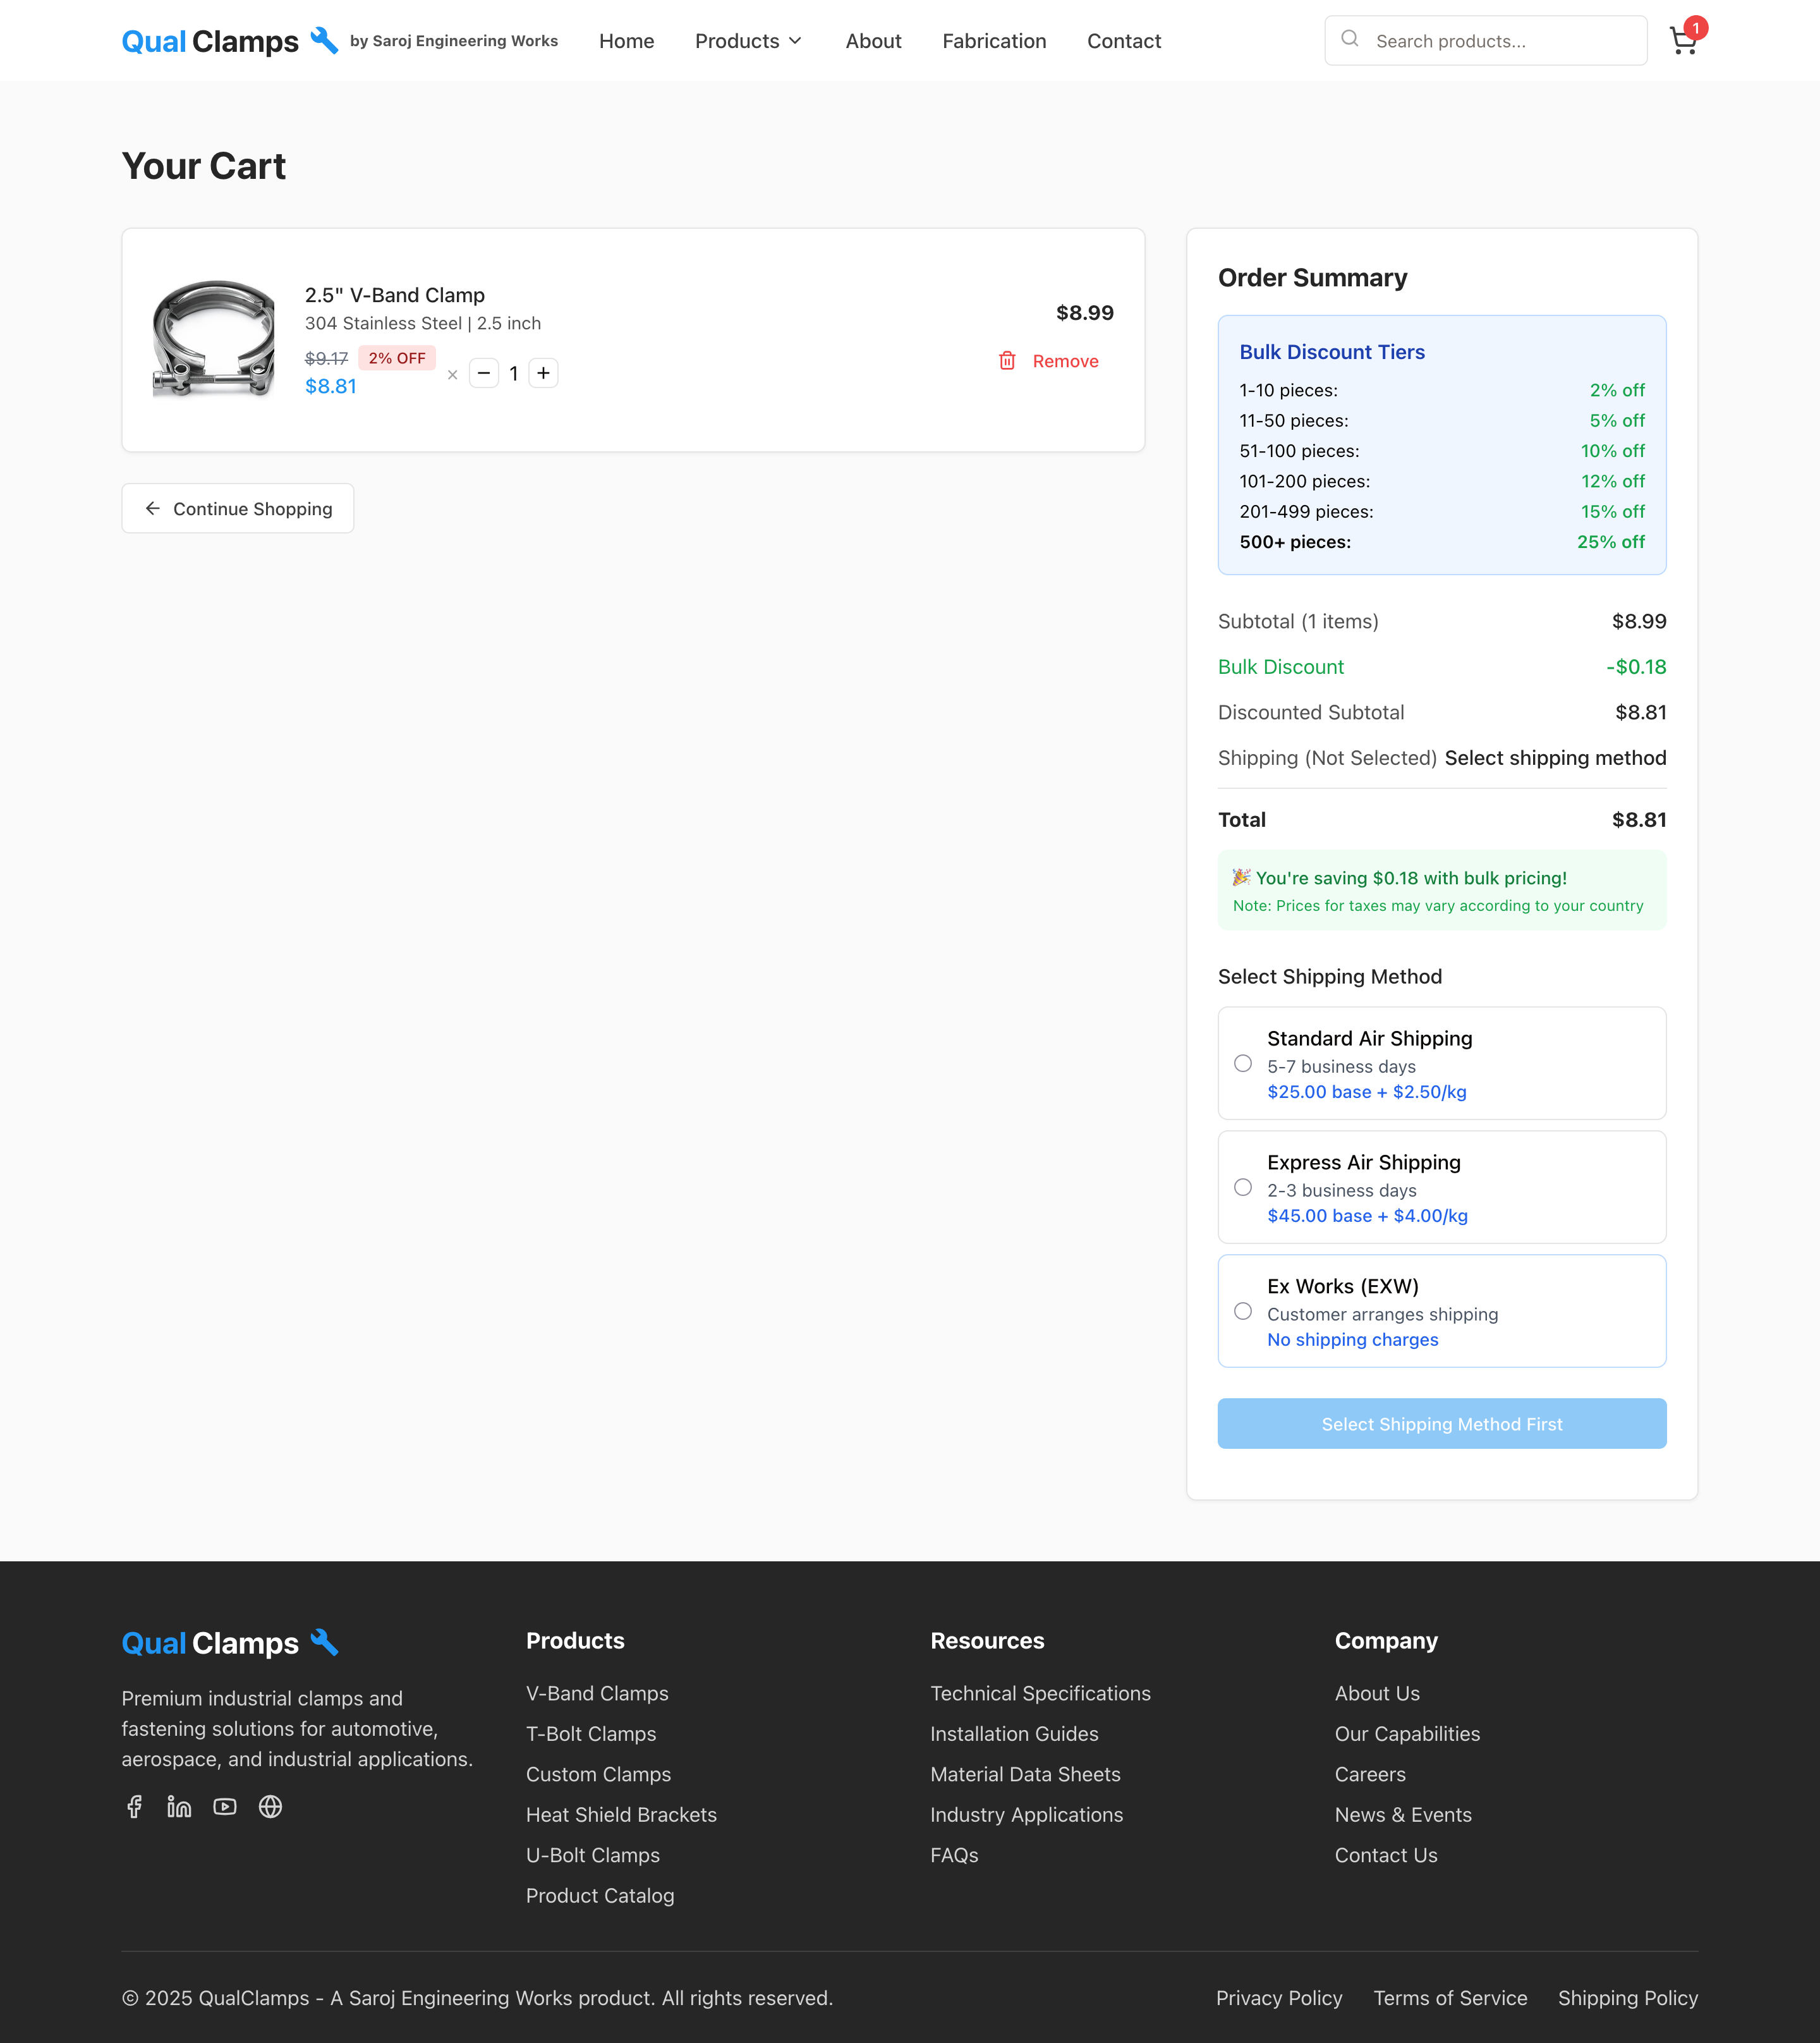 Qual Clamps by Saroj Engineering Works Home Products About Fabrication Contact Search products... 1
Your Cart
2.5" V-Band Clamp
304 Stainless Steel | 2.5 inch
$9.17 2% OFF
$8.81
× − 1 +
$8.99
Remove
Continue Shopping
Order Summary
Bulk Discount Tiers
1-10 pieces: 2% off
11-50 pieces: 5% off
51-100 pieces: 10% off
101-200 pieces: 12% off
201-499 pieces: 15% off
500+ pieces: 25% off
Subtotal (1 items) $8.99
Bulk Discount -$0.18
Discounted Subtotal $8.81
Shipping (Not Selected) Select shipping method
Total $8.81
🎉 You're saving $0.18 with bulk pricing!
Note: Prices for taxes may vary according to your country
Select Shipping Method
Standard Air Shipping
5-7 business days
$25.00 base + $2.50/kg
Express Air Shipping
2-3 business days
$45.00 base + $4.00/kg
Ex Works (EXW)
Customer arranges shipping
No shipping charges
Select Shipping Method First
Qual Clamps
Premium industrial clamps and
fastening solutions for automotive,
aerospace, and industrial applications.
Products
V-Band Clamps
T-Bolt Clamps
Custom Clamps
Heat Shield Brackets
U-Bolt Clamps
Product Catalog
Resources
Technical Specifications
Installation Guides
Material Data Sheets
Industry Applications
FAQs
Company
About Us
Our Capabilities
Careers
News & Events
Contact Us
© 2025 QualClamps - A Saroj Engineering Works product. All rights reserved.
Privacy Policy Terms of Service Shipping Policy